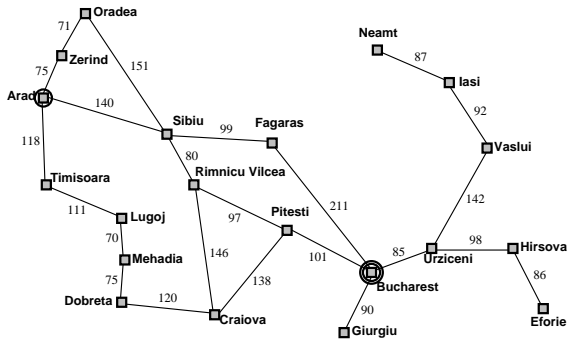 Oradea
71
Neamt
87
Zerind
151
75
Iasi
Arad
140
92
Sibiu
Fagaras
99
118
Vaslui
80
Timisoara
Rimnicu Vilcea
142
111
211
Lugoj
97
Pitesti
70
98
Hirsova
146
101
85
Urziceni
Mehadia
138
86
75
Bucharest
Dobreta
120
90
Craiova
Eforie
Giurgiu